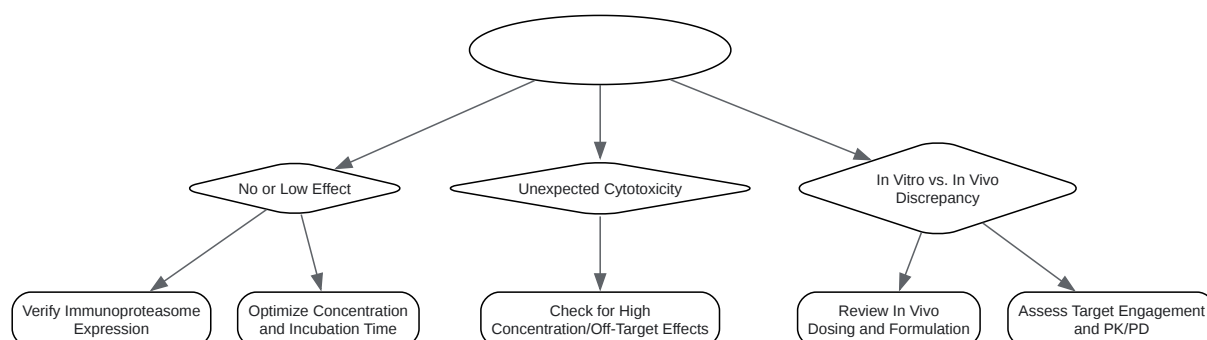 No or Low Effect
Unexpected Cytotoxicity
In Vitro vs. In Vivo
Discrepancy
Verify Immunoproteasome
Expression
Optimize Concentration
and Incubation Time
Check for High
Concentration/Off-Target Effects
Review In Vivo
Dosing and Formulation
Assess Target Engagement
and PK/PD